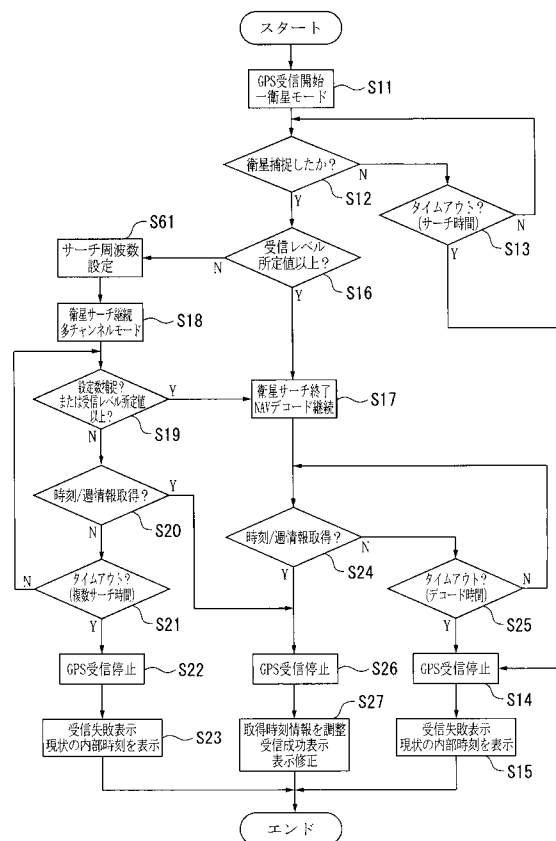 スタート
GPS受信開始
一衛星モード
S11
衛星捕捉したか?
N
S12
Y
タイムアウト?
(サーチ時間)
N
S13
Y
S61
サーチ周波数
設定
N
受信レベル
所定値以上?
S16
Y
衛星サーチ継続
多チャンネルモード
S18
設定数捕捉?
または受信レベル所定値
以上?
Y
S19
N
衛星サーチ終了
NAVデコード継続
S17
時刻/週情報取得?
Y
S20
N
時刻/週情報取得?
N
S24
Y
N
タイムアウト?
(複数サーチ時間)
S21
Y
タイムアウト?
(デコード時間)
N
S25
Y
GPS受信停止
S22
GPS受信停止
S26
GPS受信停止
S14
受信失敗表示
現状の内部時刻を表示
S23
取得時刻情報を調整
受信成功表示
表示修正
S27
受信失敗表示
現状の内部時刻を表示
S15
エンド